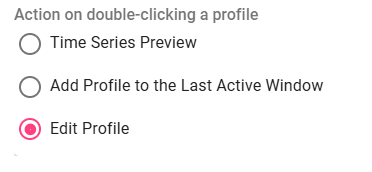 Action on double-clicking a profile
Time Series Preview
Add Profile to the Last Active Window
Edit Profile